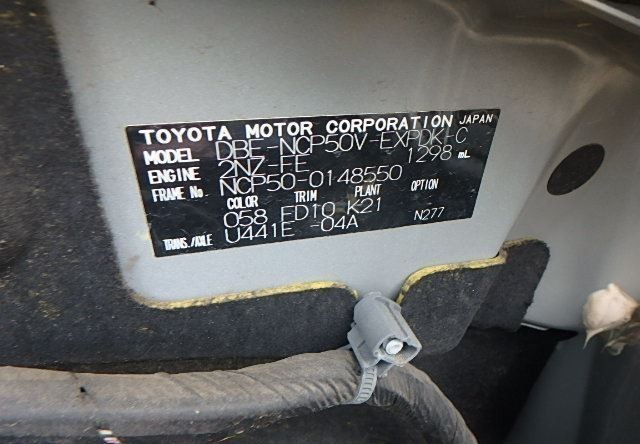 TOYOTA MOTOR CORPORATION JAPAN
MODEL DBE-NCP50V-EXPDK-C
ENGINE 2NZ-FE 1298 mL
FRAME No. NCP50-0148550
COLOR TRIM PLANT OPTION
058 FD10 K21 N277
TRANS./AXLE U441E -04A